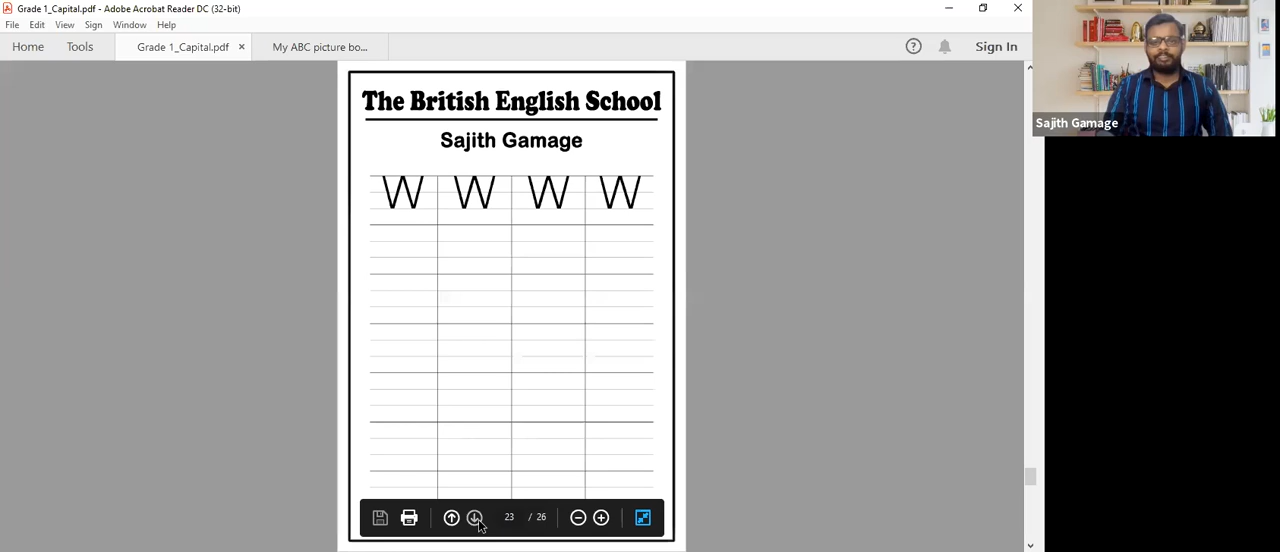 Grade 1_Capital.pdf - Adobe Acrobat Reader DC (32-bit)
File Edit View Sign Window Help
Home Tools Grade 1_Capital.pdf × My ABC picture bo... ? Sign In
The British English School
Sajith Gamage
W W W W
23 / 26
Sajith Gamage